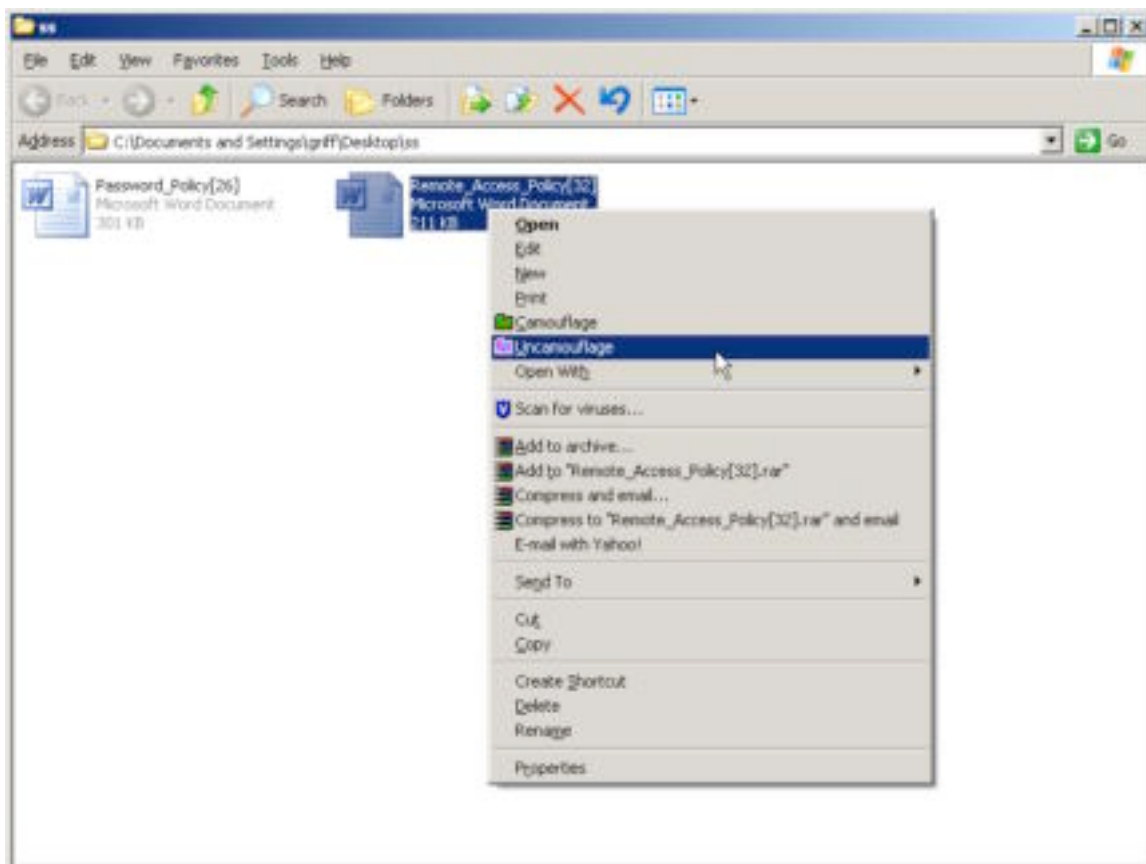 ss
File Edit View Favorites Tools Help
Back Search Folders
Address C:\Documents and Settings\griff\Desktop\ss Go
Password_Policy[26]
Microsoft Word Document
301 KB
Remote_Access_Policy[32]
Microsoft Word Document
211 KB
Open
Edit
New
Print
Camouflage
Uncamouflage
Open With
Scan for viruses...
Add to archive...
Add to "Remote_Access_Policy[32].rar"
Compress and email...
Compress to "Remote_Access_Policy[32].rar" and email
E-mail with Yahoo!
Send To
Cut
Copy
Create Shortcut
Delete
Rename
Properties